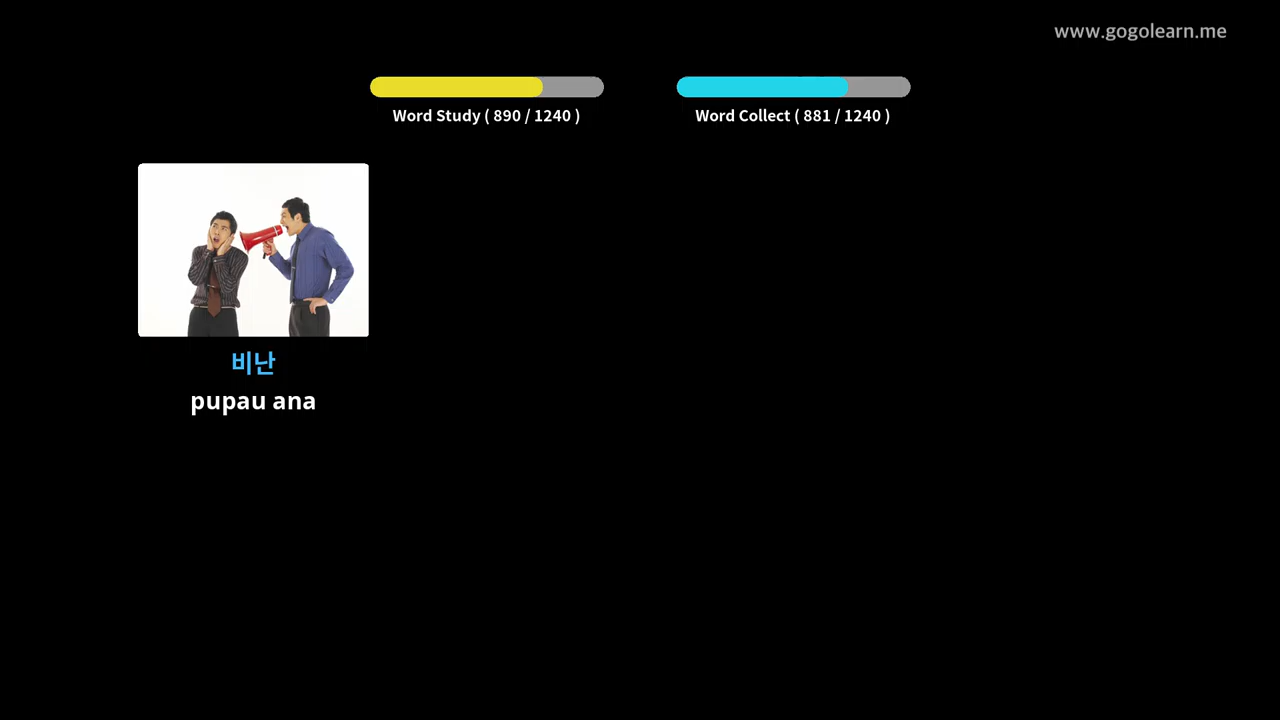 www.gogolearn.me
Word Study ( 890 / 1240 )
Word Collect ( 881 / 1240 )
비난
pupau ana